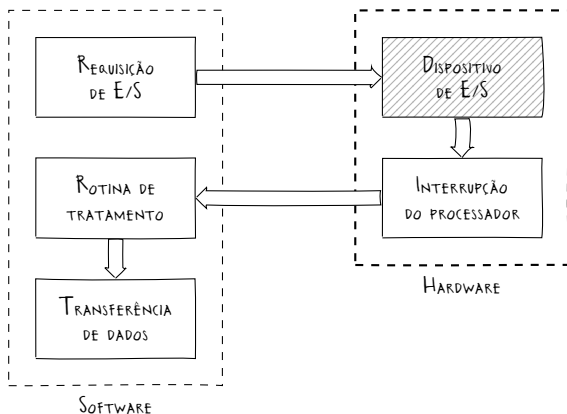 Requisição
de E/S
Dispositivo
de E/S
Rotina de
tratamento
Interrupção
do processador
Transferência
de dados
Hardware
Software